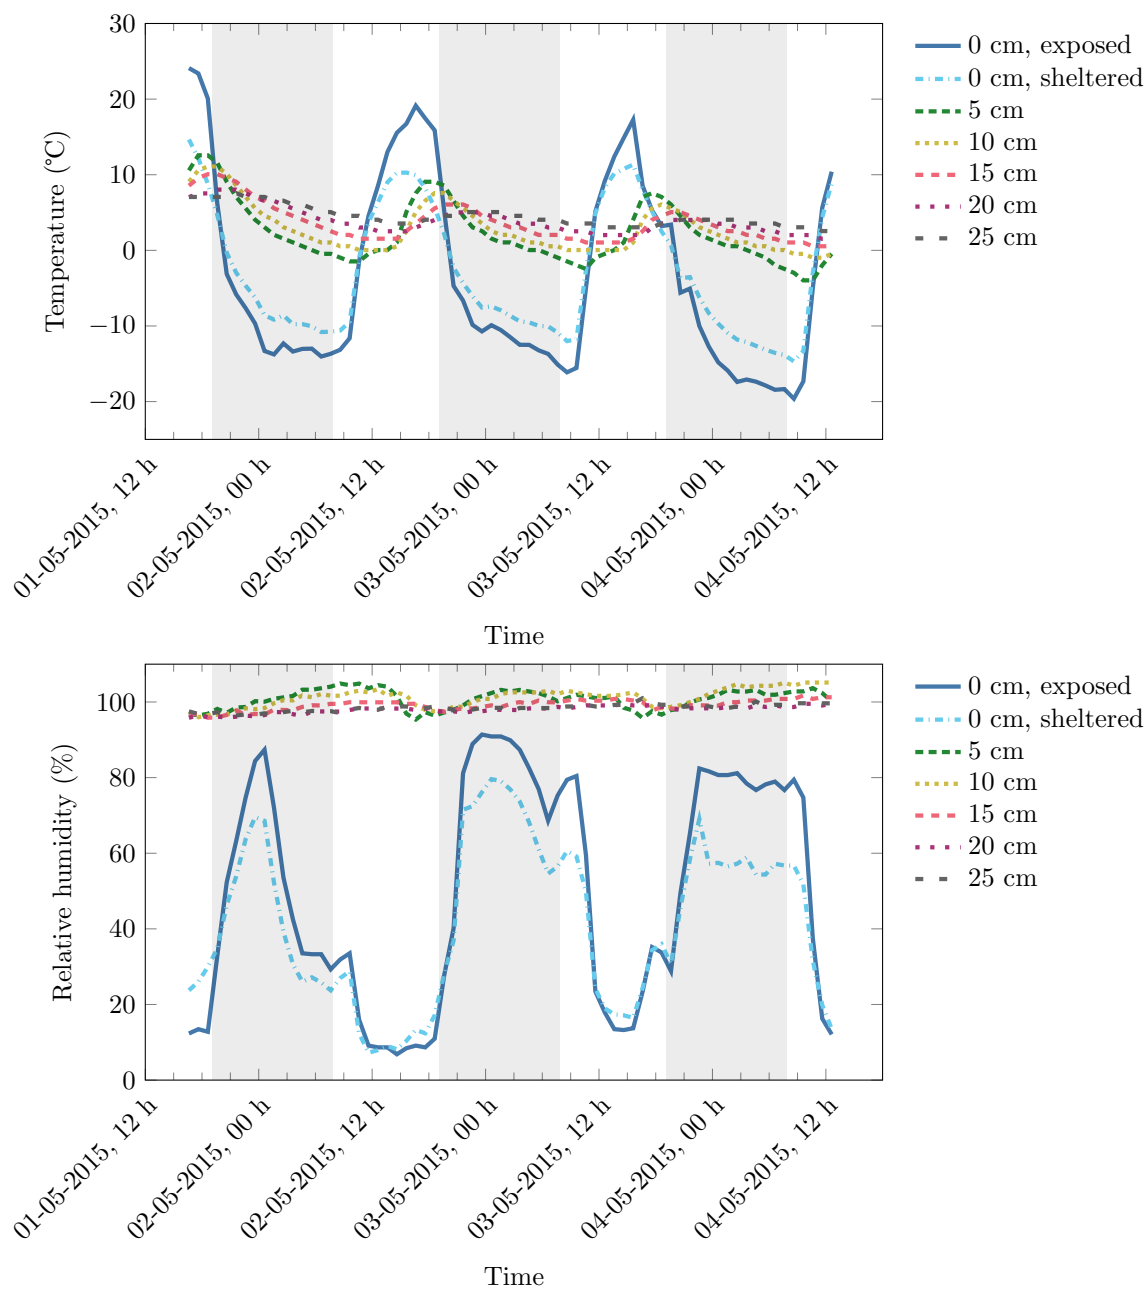 30
20
10
0
−10
−20
Temperature (°C)
01-05-2015, 12 h
02-05-2015, 00 h
02-05-2015, 12 h
03-05-2015, 00 h
03-05-2015, 12 h
04-05-2015, 00 h
04-05-2015, 12 h
Time
0 cm, exposed
0 cm, sheltered
5 cm
10 cm
15 cm
20 cm
25 cm
100
80
60
40
20
0
Relative humidity (%)
01-05-2015, 12 h
02-05-2015, 00 h
02-05-2015, 12 h
03-05-2015, 00 h
03-05-2015, 12 h
04-05-2015, 00 h
04-05-2015, 12 h
Time
0 cm, exposed
0 cm, sheltered
5 cm
10 cm
15 cm
20 cm
25 cm